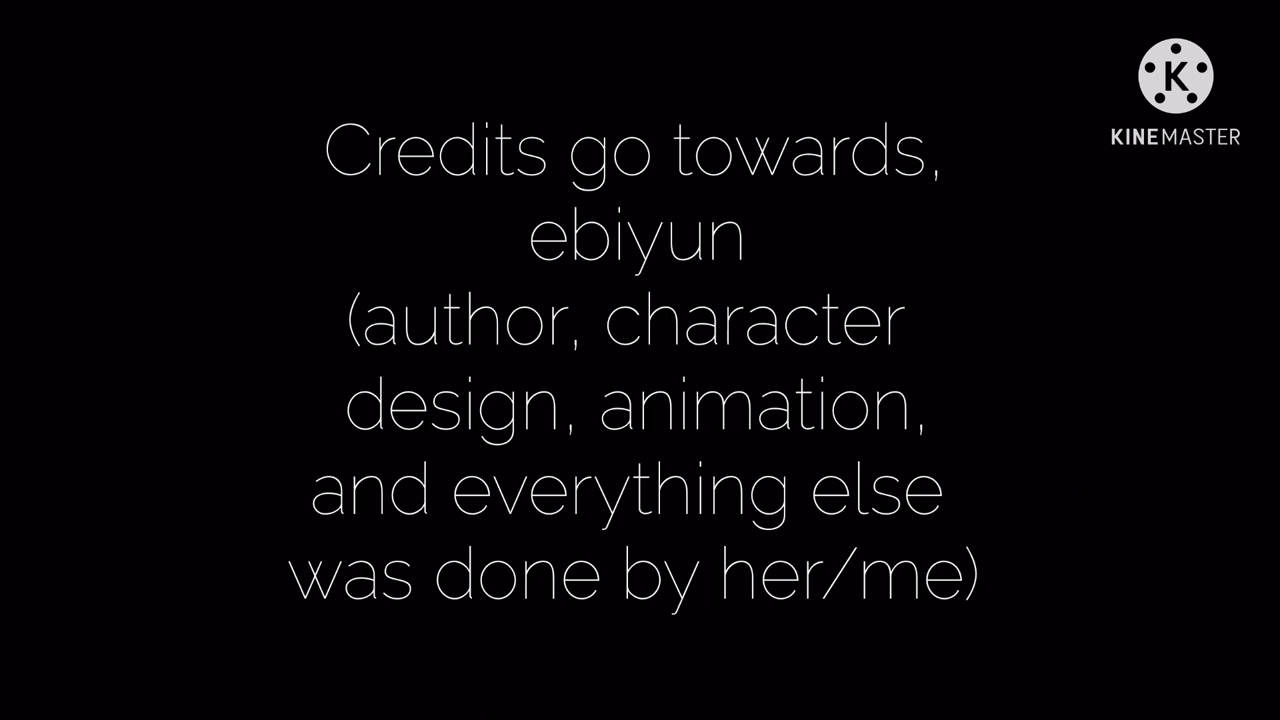 Credits go towards,
ebiyun
(author, character
design, animation,
and everything else
was done by her/me)
K
KINEMASTER